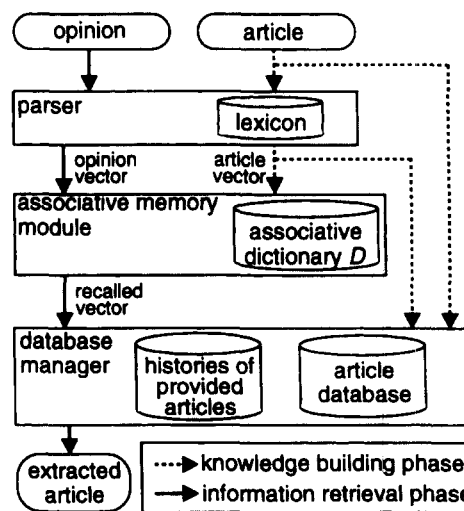 opinion
article
parser
lexicon
opinion
vector
article
vector
associative memory
module
associative
dictionary D
recalled
vector
database
manager
histories of
provided
articles
article
database
extracted
article
knowledge building phase
information retrieval phase